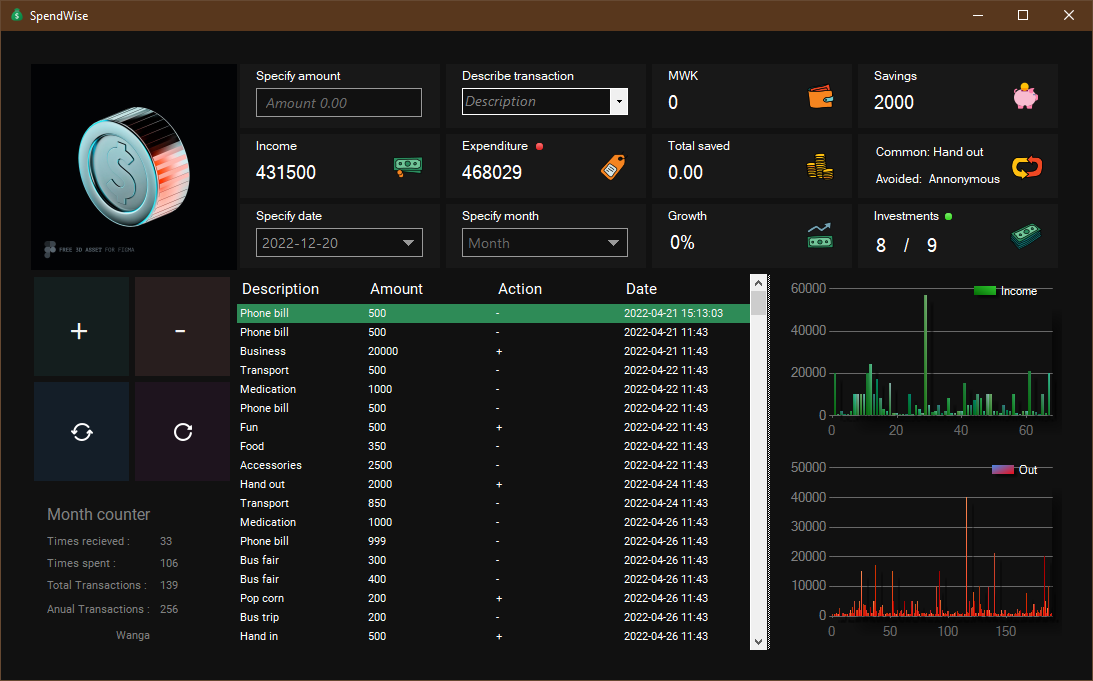 SpendWise
Specify amount
Amount 0.00
Describe transaction
Description
MWK
0
Savings
2000
Income
431500
Expenditure
468029
Total saved
0.00
Common: Hand out
Avoided: Annonymous
Specify date
2022-12-20
Specify month
Month
Growth
0%
Investments
8 / 9
FREE 3D ASSET FOR FIGMA
+
-
Month counter
Times recieved : 33
Times spent : 106
Total Transactions : 139
Anual Transactions : 256
Wanga
Description Amount Action Date
Phone bill 500 - 2022-04-21 15:13:03
Phone bill 500 - 2022-04-21 11:43
Business 20000 + 2022-04-21 11:43
Transport 500 - 2022-04-22 11:43
Medication 1000 - 2022-04-22 11:43
Phone bill 500 - 2022-04-22 11:43
Fun 500 + 2022-04-22 11:43
Food 350 - 2022-04-22 11:43
Accessories 2500 - 2022-04-22 11:43
Hand out 2000 + 2022-04-24 11:43
Transport 850 - 2022-04-24 11:43
Medication 1000 - 2022-04-26 11:43
Phone bill 999 - 2022-04-26 11:43
Bus fair 300 - 2022-04-26 11:43
Bus fair 400 - 2022-04-26 11:43
Pop corn 200 + 2022-04-26 11:43
Bus trip 200 - 2022-04-26 11:43
Hand in 500 + 2022-04-26 11:43
60000
Income
40000
20000
0
0 20 40 60
50000
Out
40000
30000
20000
10000
0
0 50 100 150